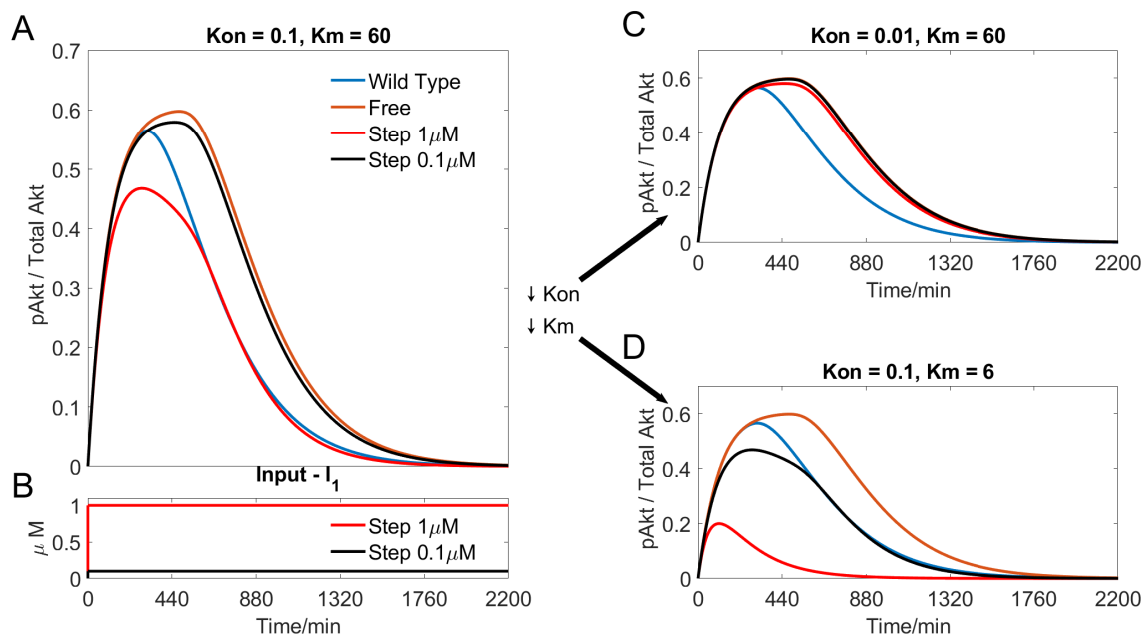 A
Kon = 0.1, Km = 60
0.7
0.6
0.5
0.4
0.3
0.2
0.1
0
pAkt / Total Akt
Wild Type
Free
Step 1μM
Step 0.1μM
B
Input - I1
1
0.5
0
μ M
Step 1μM
Step 0.1μM
0 440 880 1320 1760 2200
Time/min
↓ Kon
↓ Km
C
Kon = 0.01, Km = 60
0.6
0.4
0.2
0
pAkt / Total Akt
0 440 880 1320 1760 2200
Time/min
D
Kon = 0.1, Km = 6
0.6
0.4
0.2
0
pAkt / Total Akt
0 440 880 1320 1760 2200
Time/min